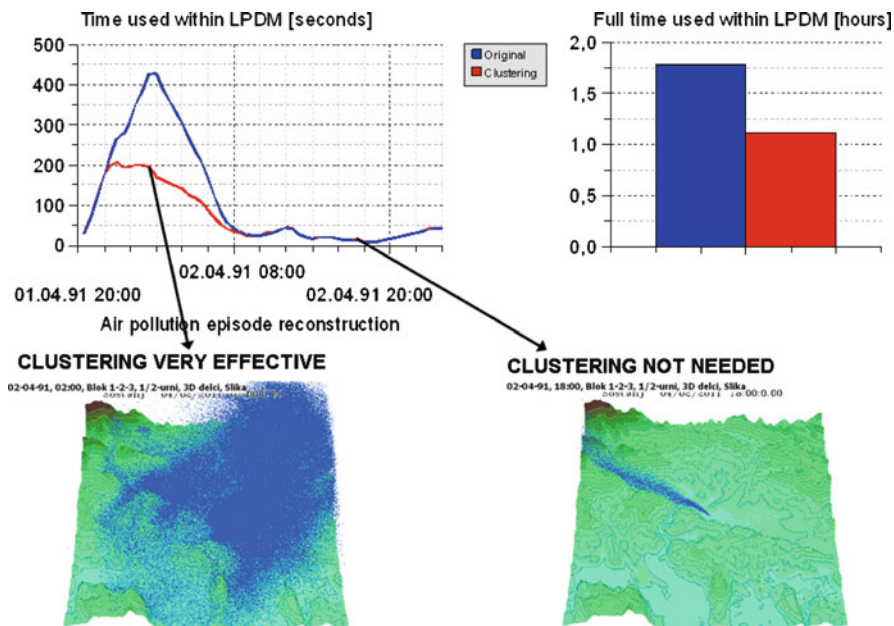 Time used within LPDM [seconds]
500
400
300
200
100
0
02.04.91 08:00
01.04.91 20:00
02.04.91 20:00
Air pollution episode reconstruction
Original
Clustering
Full time used within LPDM [hours]
2,0
1,5
1,0
0,5
0,0
CLUSTERING VERY EFFECTIVE
02-04-91, 02:00, Blok 1-2-3, 1/2-urni, 3D delci, Slika
CLUSTERING NOT NEEDED
02-04-91, 18:00, Blok 1-2-3, 1/2-urni, 3D delci, Slika
18:00:0.00